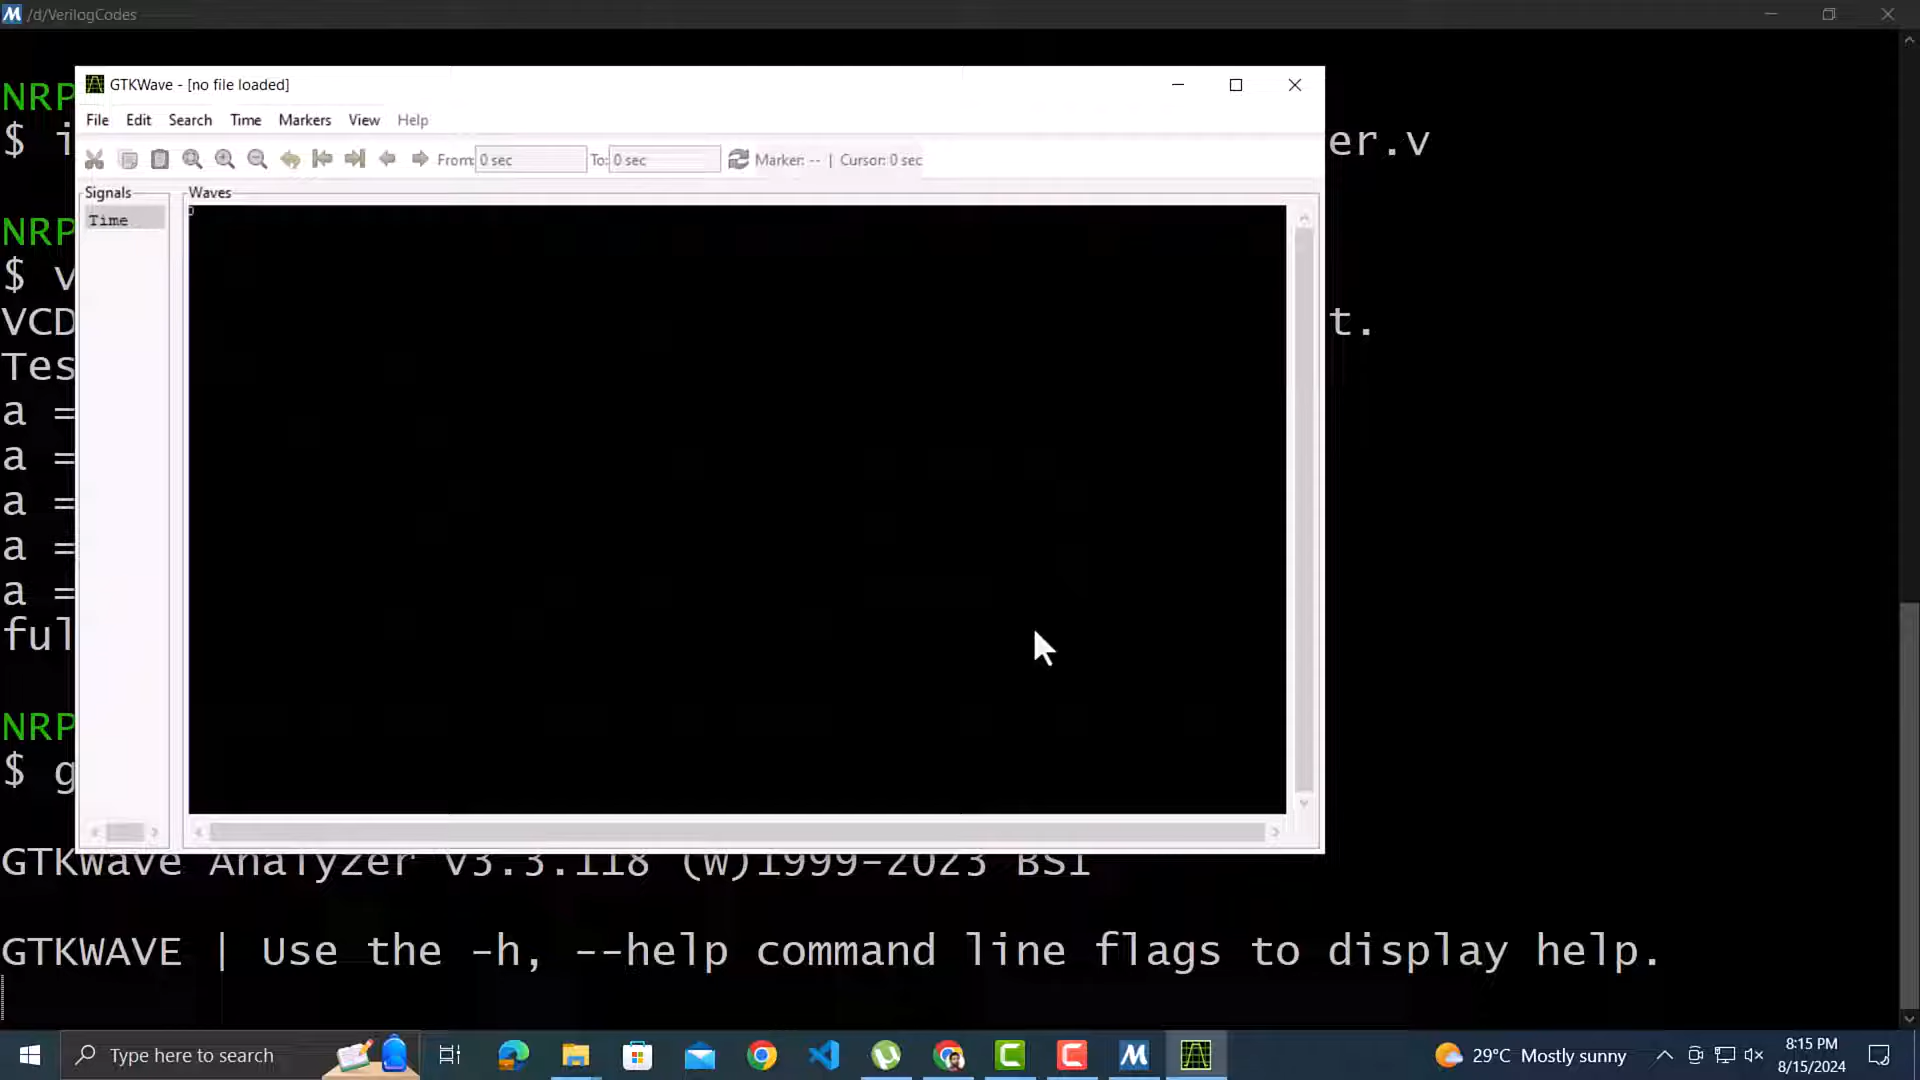 /d/VerilogCodes
NRP
$ i
er.v
GTKWave - [no file loaded]
File Edit Search Time Markers View Help
From: 0 sec To: 0 sec Marker: -- | Cursor: 0 sec
Signals
Waves
Time
0
NRP
$ v
VCD
t.
Tes
a =
a =
a =
a =
a =
ful
NRP
$ g
GTKWave Analyzer v3.3.118 (w)1999-2023 BSI
GTKWAVE | Use the -h, --help command line flags to display help.
Type here to search
29°C Mostly sunny
8:15 PM
8/15/2024